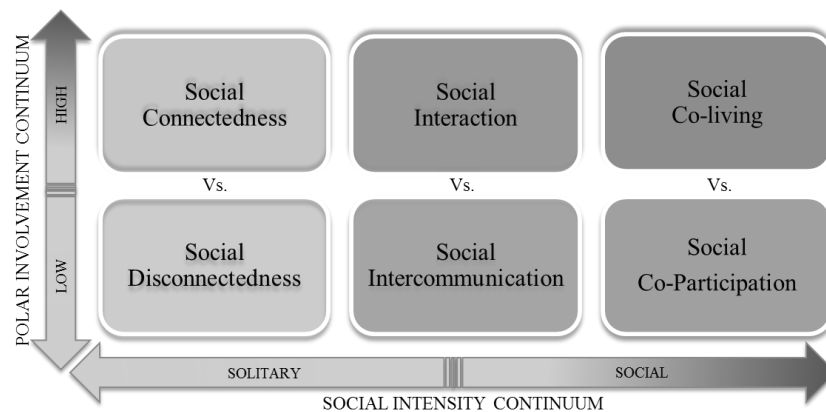 POLAR INVOLVEMENT CONTINUUM
HIGH
LOW
Social
Connectedness
Social
Interaction
Social
Co-living
Vs.
Vs.
Vs.
Social
Disconnectedness
Social
Intercommunication
Social
Co-Participation
SOLITARY
SOCIAL
SOCIAL INTENSITY CONTINUUM